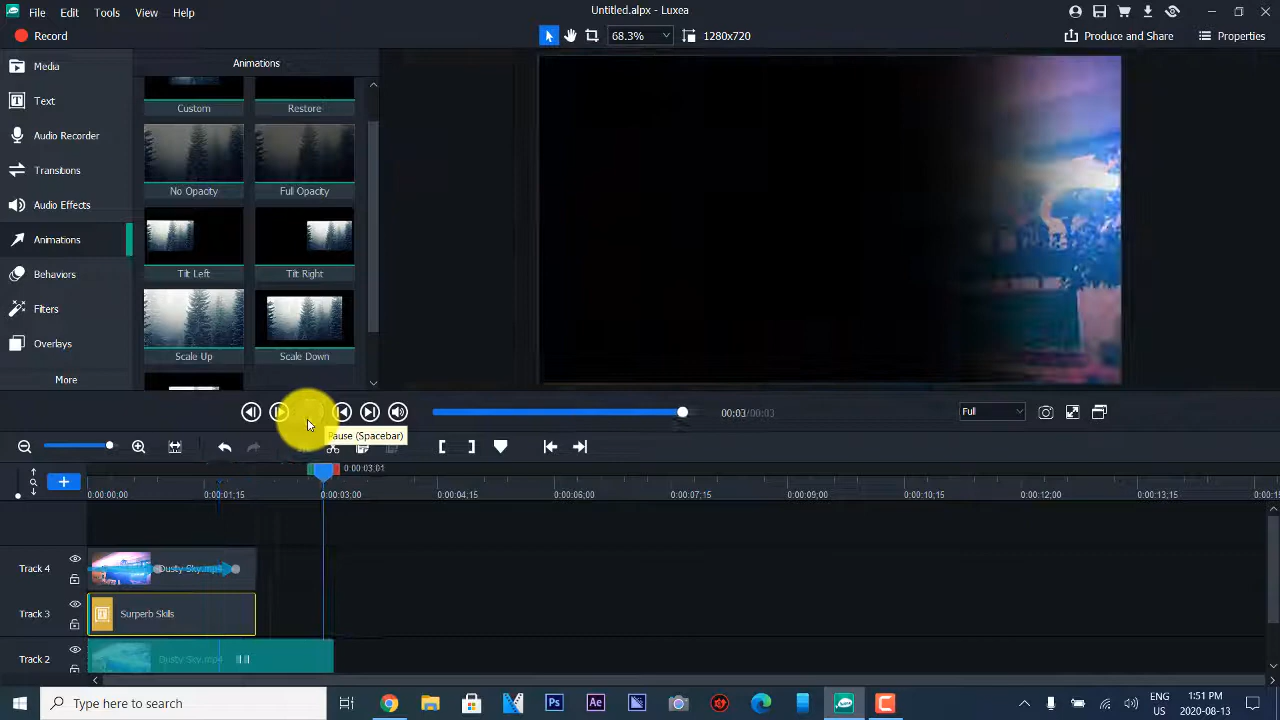 File Edit Tools View Help
Untitled.alpx - Luxea
Record
68.3%
1280x720
Produce and Share
Properties
Media
Text
Audio Recorder
Transitions
Audio Effects
Animations
Behaviors
Filters
Overlays
More
Animations
Custom
Restore
No Opacity
Full Opacity
Tilt Left
Tilt Right
Scale Up
Scale Down
Pause (Spacebar)
00:03/00:03
Full
0:00:03;01
0:00:00;00 0:00:01;15 0:00:03;00 0:00:04;15 0:00:06;00 0:00:07;15 0:00:09;00 0:00:10;15 0:00:12;00 0:00:13;15 0:00:15
Track 4
Dusty Sky.mp4
Track 3
Surperb Skills
Track 2
Dusty Sky.mp4
Type here to search
Ps
Ae
ENG
US
1:51 PM
2020-08-13